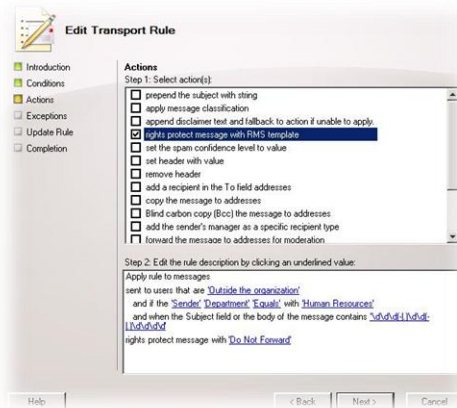 Edit Transport Rule
Introduction
Conditions
Actions
Exceptions
Update Rule
Completion
Actions
Step 1: Select action(s):
prepend the subject with string
apply message classification
append disclaimer text and fallback to action if unable to apply.
rights protect message with RMS template
set the spam confidence level to value
set header with value
remove header
add a recipient in the To field addresses
copy the message to addresses
Blind carbon copy (Bcc) the message to addresses
add the sender's manager as a specific recipient type
forward the message to addresses for moderation
Step 2: Edit the rule description by clicking an underlined value:
Apply rule to messages
sent to users that are 'Outside the organization'
and if the 'Sender' 'Department' 'Equals' with 'Human Resources'
and when the Subject field or the body of the message contains
rights protect message with 'Do Not Forward'
Help
< Back
Next >
Cancel